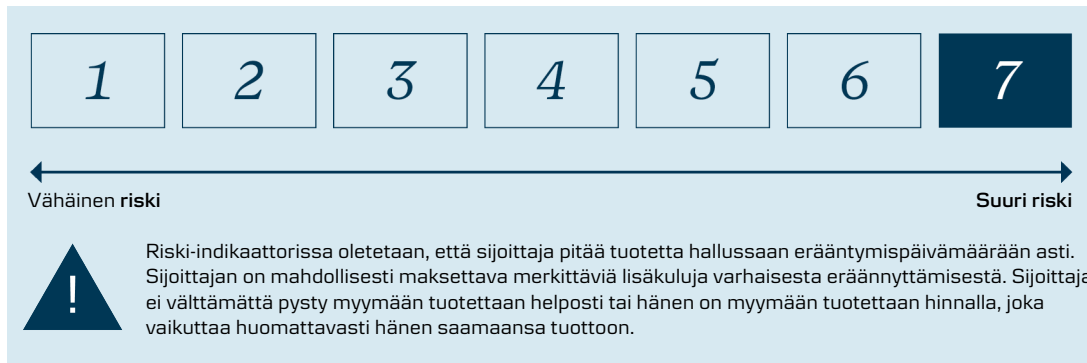 1 2 3 4 5 6 7
Vähäinen riski Suuri riski
! Riski-indikaattorissa oletetaan, että sijoittaja pitää tuotetta hallussaan erääntymispäivämäärään asti.
Sijoittajan on mahdollisesti maksettava merkittäviä lisäkuluja varhaisesta eräännyttämisestä. Sijoittaja
ei välttämättä pysty myymään tuotettaan helposti tai hänen on myymään tuotettaan hinnalla, joka
vaikuttaa huomattavasti hänen saamaansa tuottoon.